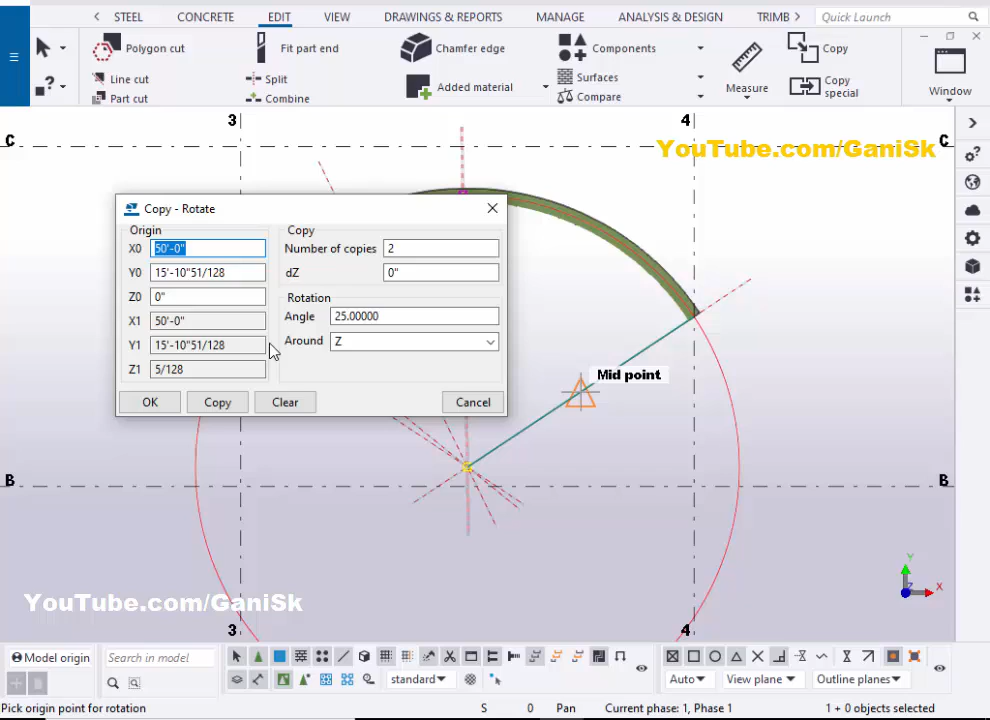 STEEL CONCRETE EDIT VIEW DRAWINGS & REPORTS MANAGE ANALYSIS & DESIGN TRIMB Quick Launch
Polygon cut Fit part end Chamfer edge Components Copy
Line cut Split Added material Surfaces Measure Copy special Window
Part cut Combine Compare
3 4
C C
YouTube.com/GaniSk
Copy - Rotate
Origin Copy
X0 50'-0" Number of copies 2
Y0 15'-10"51/128 dZ 0"
Z0 0" Rotation
X1 50'-0" Angle 25.00000
Y1 15'-10"51/128 Around Z
Z1 5/128
OK Copy Clear Cancel
Mid point
B B
Y
Z X
YouTube.com/GaniSk
3 4
Model origin Search in model
standard Auto View plane Outline planes
Pick origin point for rotation S 0 Pan Current phase: 1, Phase 1 1 + 0 objects selected